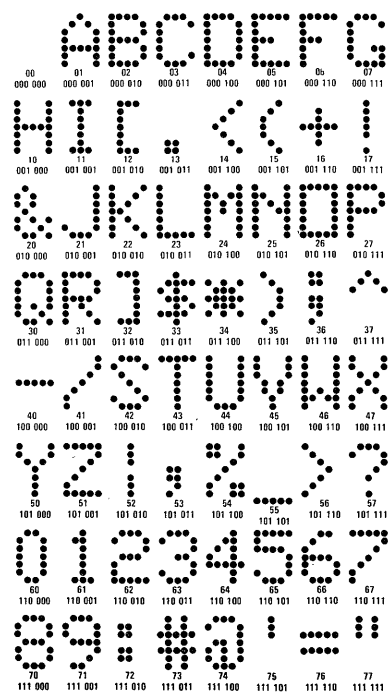 A B C D E F G
00 01 02 03 04 05 06 07
000 000 000 001 000 010 000 011 000 100 000 101 000 110 000 111
H I [ . < ( + !
10 11 12 13 14 15 16 17
001 000 001 001 001 010 001 011 001 100 001 101 001 110 001 111
& J K L M N O P
20 21 22 23 24 25 26 27
010 000 010 001 010 010 010 011 010 100 010 101 010 110 010 111
Q R ] $ * ) ; ^
30 31 32 33 34 35 36 37
011 000 011 001 011 010 011 011 011 100 011 101 011 110 011 111
- / S T U V W X
40 41 42 43 44 45 46 47
100 000 100 001 100 010 100 011 100 100 100 101 100 110 100 111
Y Z ¦ , % _ > ?
50 51 52 53 54 55 56 57
101 000 101 001 101 010 101 011 101 100 101 101 101 110 101 111
0 1 2 3 4 5 6 7
60 61 62 63 64 65 66 67
110 000 110 001 110 010 110 011 110 100 110 101 110 110 110 111
8 9 : # @ ' = "
70 71 72 73 74 75 76 77
111 000 111 001 111 010 111 011 111 100 111 101 111 110 111 111